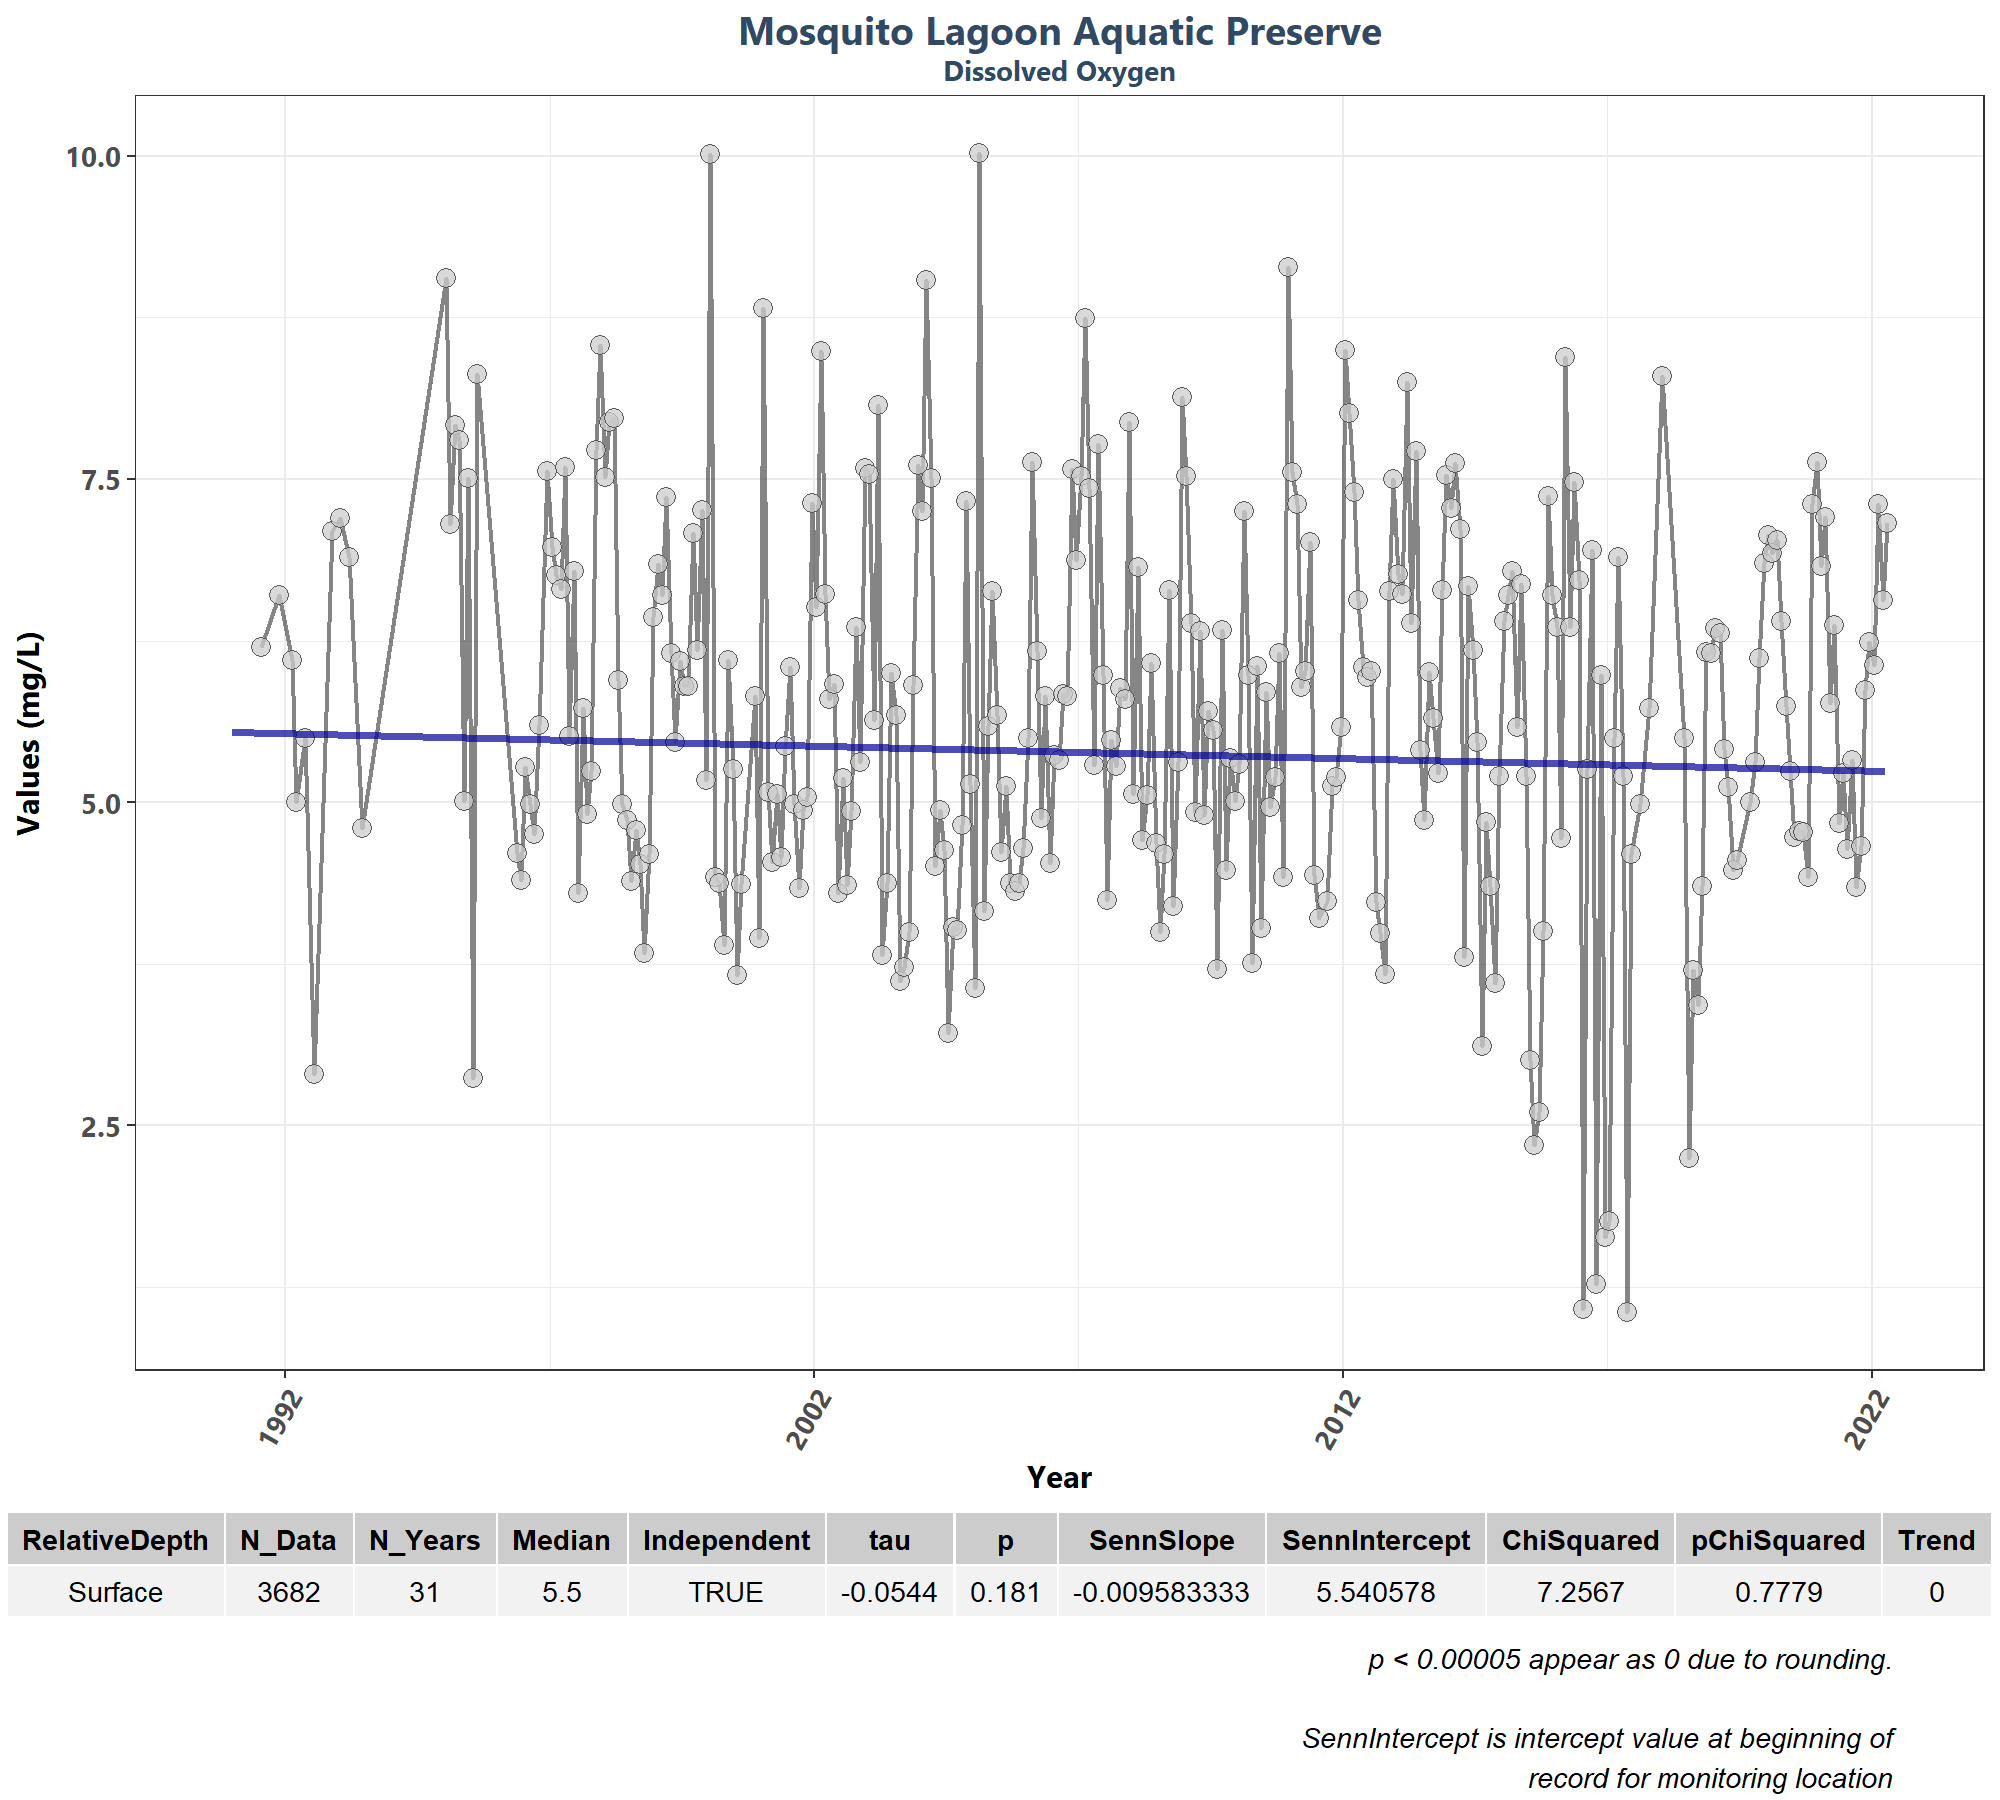 Mosquito Lagoon Aquatic Preserve
Dissolved Oxygen
Values (mg/L)
10.0
7.5
5.0
2.5
1992 2002 2012 2022
Year
RelativeDepth N_Data N_Years Median Independent tau p SennSlope SennIntercept ChiSquared pChiSquared Trend
Surface 3682 31 5.5 TRUE -0.0544 0.181 -0.009583333 5.540578 7.2567 0.7779 0
p < 0.00005 appear as 0 due to rounding.
SennIntercept is intercept value at beginning of
record for monitoring location